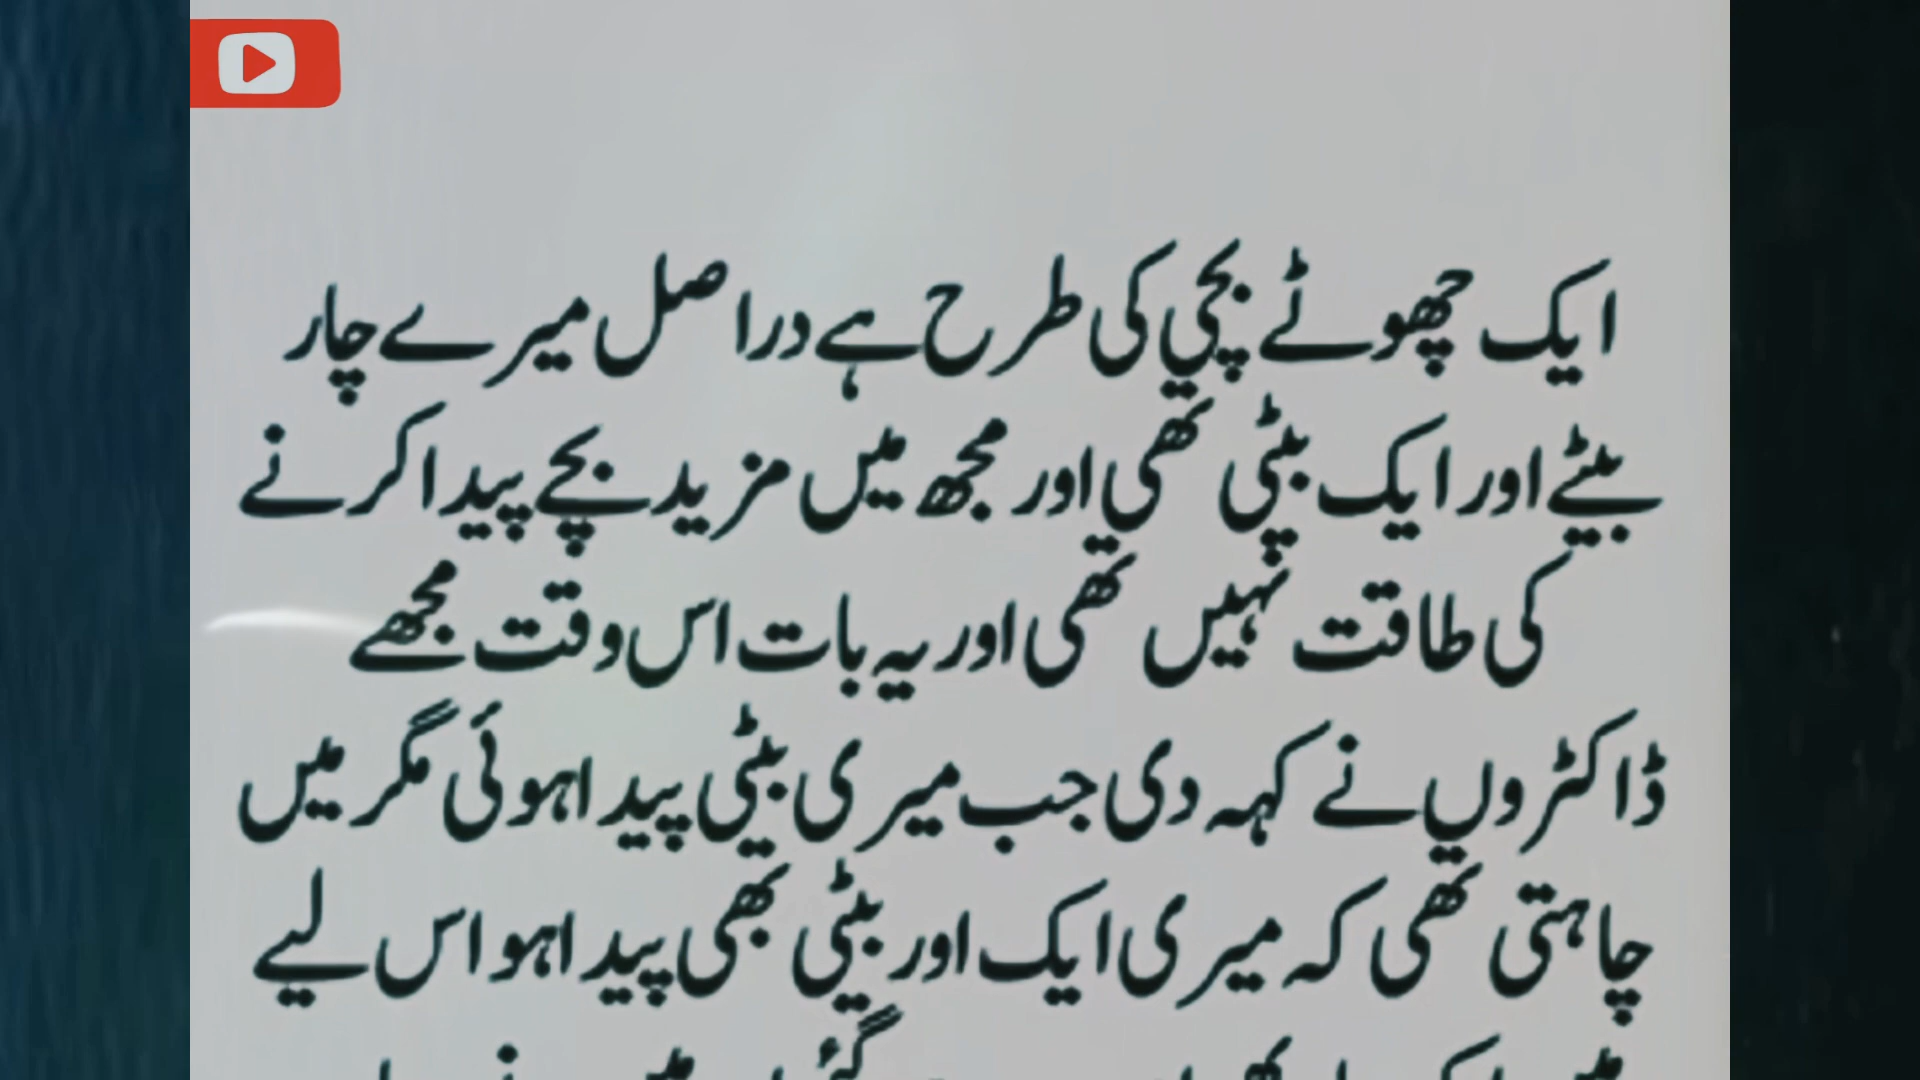 ایک چھوٹے بچی کی طرح ہے دراصل میرے چار
بیٹے اور ایک بیٹی تھی اور مجھ میں مزید بچے پیدا کرنے
کی طاقت نہیں تھی اور یہ بات اس وقت مجھے
ڈاکٹروں نے کہہ دی جب میری بیٹی پیدا ہوئی مگر میں
چاہتی تھی کہ میری ایک اور بیٹی بھی پیدا ہو اس لیے